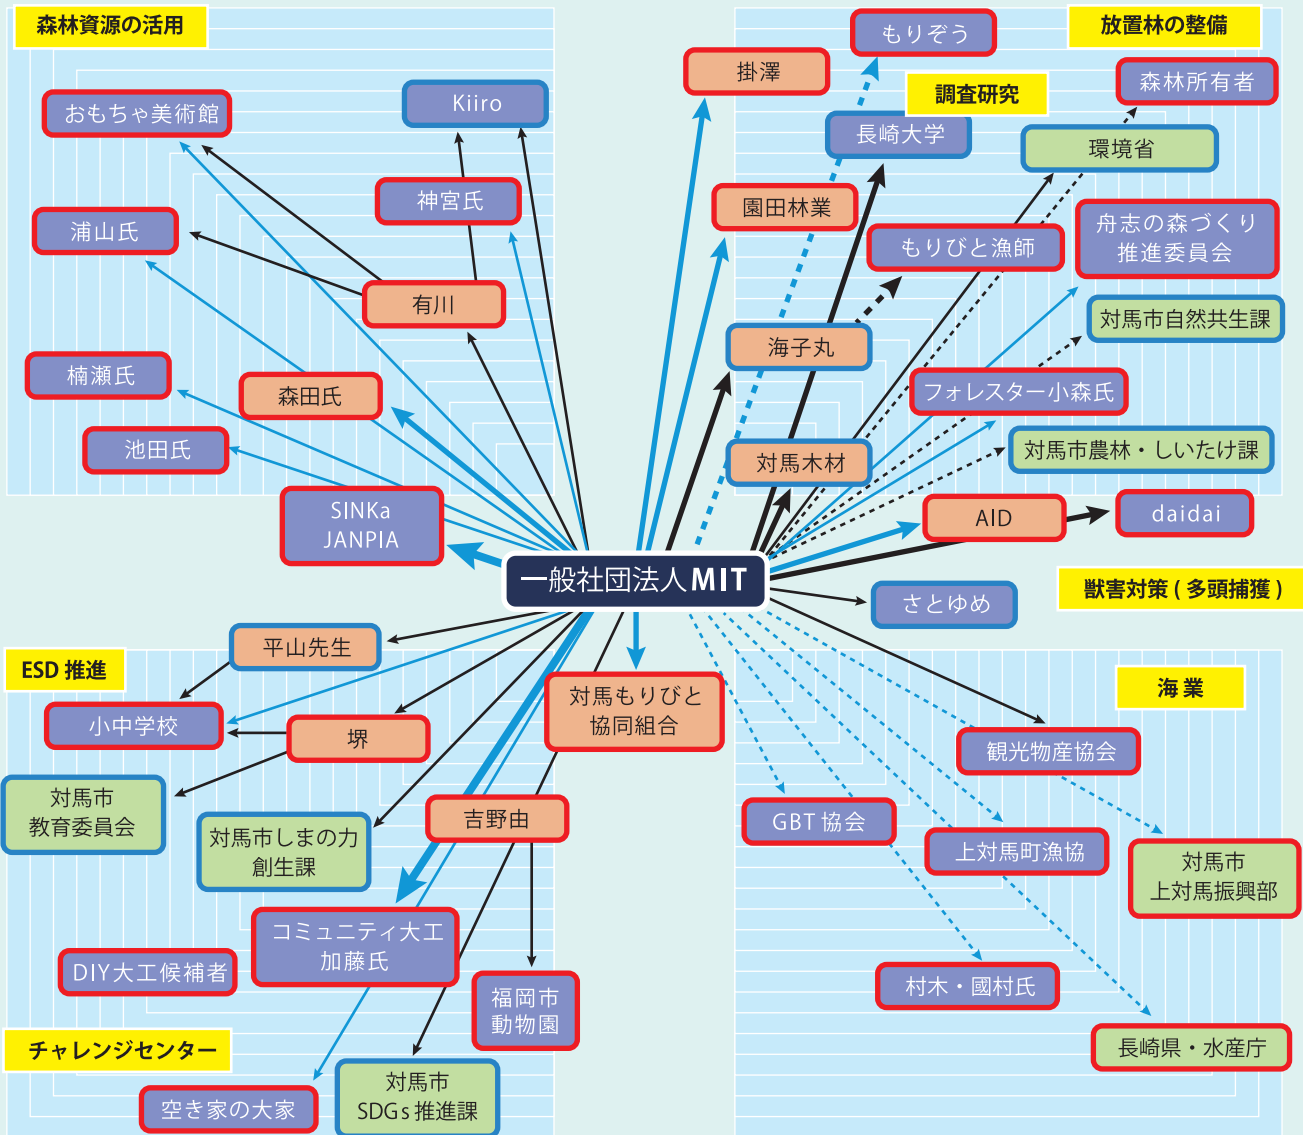 森林資源の活用
おもちゃ美術館
Kiiro
神宮氏
浦山氏
有川
楠瀬氏
森田氏
池田氏
SINKa
JANPIA
放置林の整備
もりぞう
掛澤
調査研究
森林所有者
長崎大学
環境省
園田林業
もりびと漁師
舟志の森づくり
推進委員会
対馬市自然共生課
海子丸
フォレスター小森氏
対馬木材
対馬市農林・しいたけ課
AID
daidai
一般社団法人MIT
獣害対策(多頭捕獲)
さとゆめ
ESD推進
平山先生
小中学校
堺
対馬市
教育委員会
対馬市しまの力
創生課
対馬もりびと
協同組合
吉野由
コミュニティ大工
加藤氏
DIY大工候補者
福岡市
動物園
チャレンジセンター
空き家の大家
対馬市
SDGs推進課
海業
観光物産協会
GBT協会
上対馬町漁協
対馬市
上対馬振興部
村木・國村氏
長崎県・水産庁